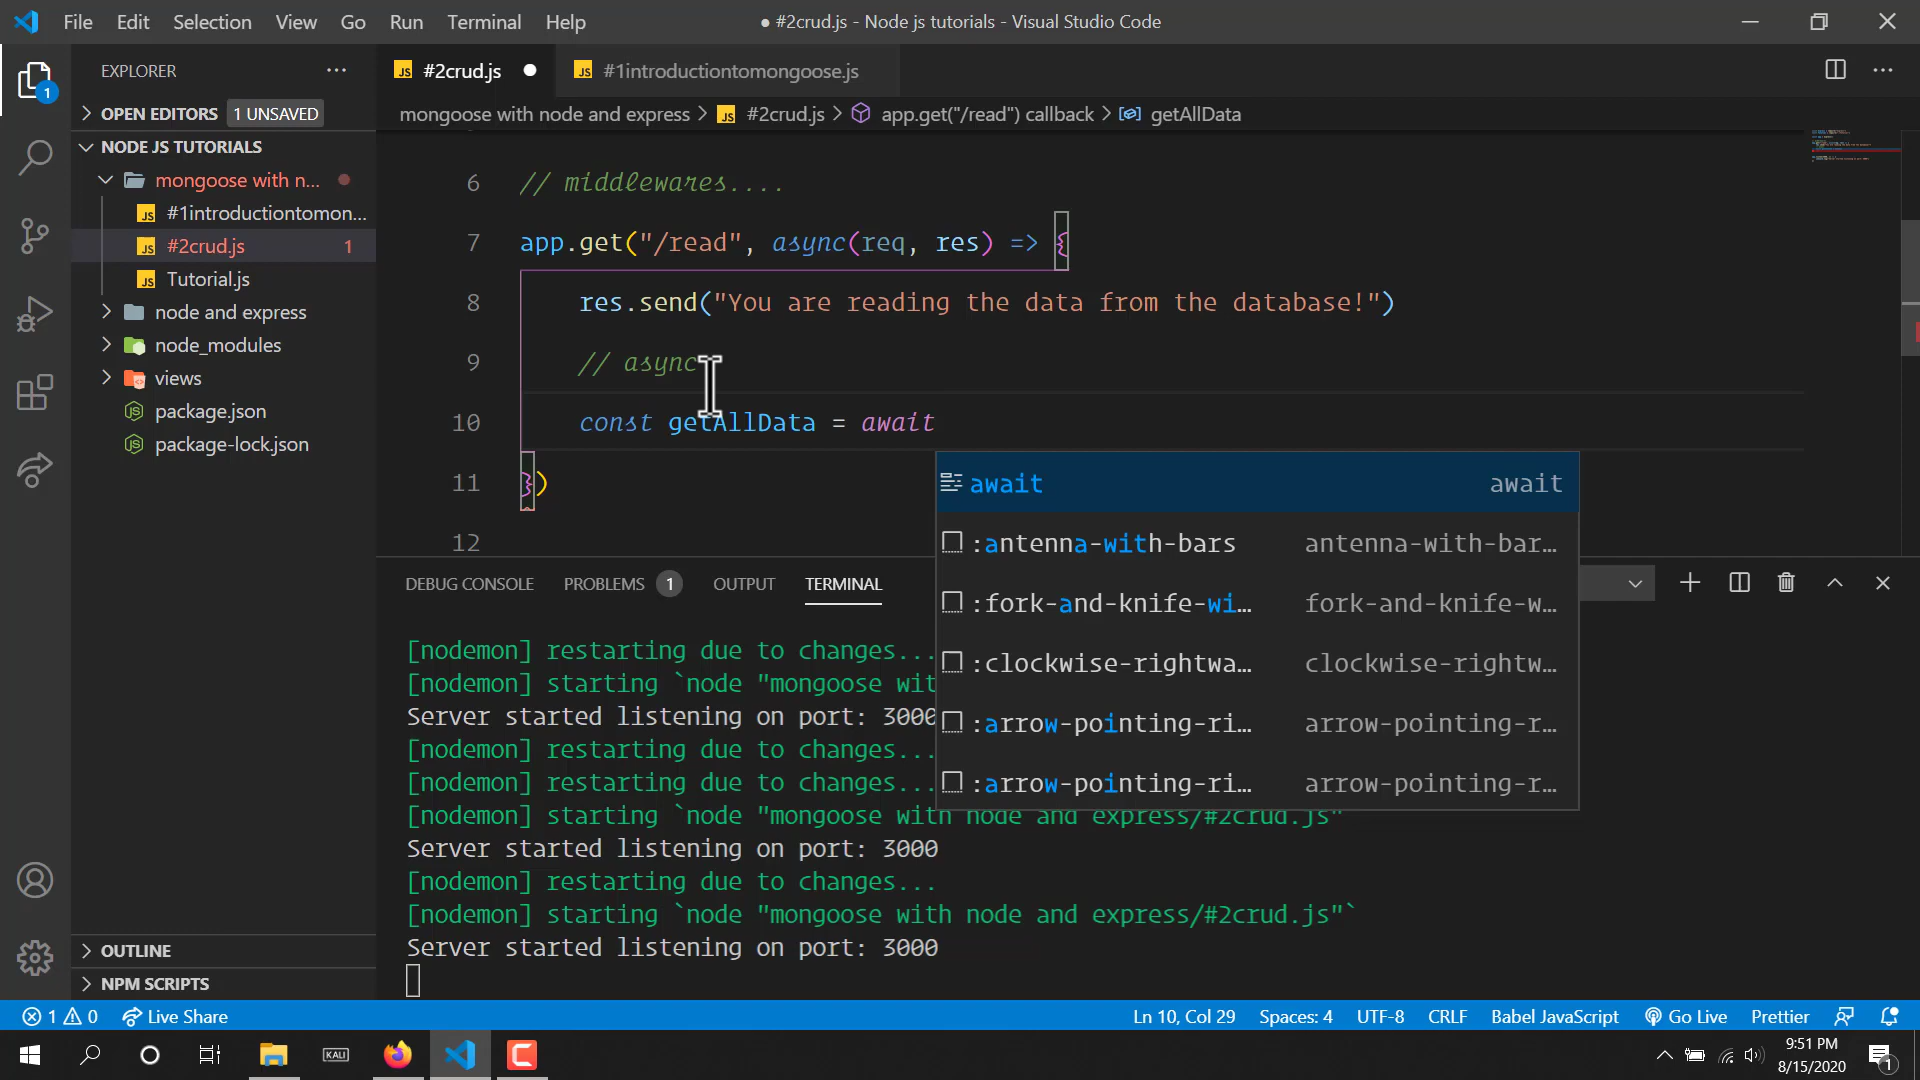 File Edit Selection View Go Run Terminal Help
● #2crud.js - Node js tutorials - Visual Studio Code
EXPLORER
OPEN EDITORS 1 UNSAVED
NODE JS TUTORIALS
mongoose with n...
JS #1introductiontomon...
JS #2crud.js 1
JS Tutorial.js
node and express
node_modules
views
package.json
package-lock.json
OUTLINE
NPM SCRIPTS
1
JS #2crud.js
JS #1introductiontomongoose.js
mongoose with node and express > JS #2crud.js > app.get("/read") callback > getAllData
6 // middlewares....
7 app.get("/read", async(req, res) => {
8 res.send("You are reading the data from the database!")
9 // async
10 const getAllData = await
11 })
12
await await
:antenna-with-bars antenna-with-bar...
:fork-and-knife-wi... fork-and-knife-w...
:clockwise-rightwa... clockwise-rightw...
:arrow-pointing-ri... arrow-pointing-r...
:arrow-pointing-ri... arrow-pointing-r...
DEBUG CONSOLE PROBLEMS 1 OUTPUT TERMINAL
[nodemon] restarting due to changes...
[nodemon] starting `node "mongoose wit
Server started listening on port: 3000
[nodemon] restarting due to changes...
[nodemon] restarting due to changes...
[nodemon] starting `node "mongoose with node and express/#2crud.js"`
Server started listening on port: 3000
[nodemon] restarting due to changes...
[nodemon] starting `node "mongoose with node and express/#2crud.js"`
Server started listening on port: 3000
1 0 Live Share
Ln 10, Col 29 Spaces: 4 UTF-8 CRLF Babel JavaScript Go Live Prettier
KALI
9:51 PM
8/15/2020
1